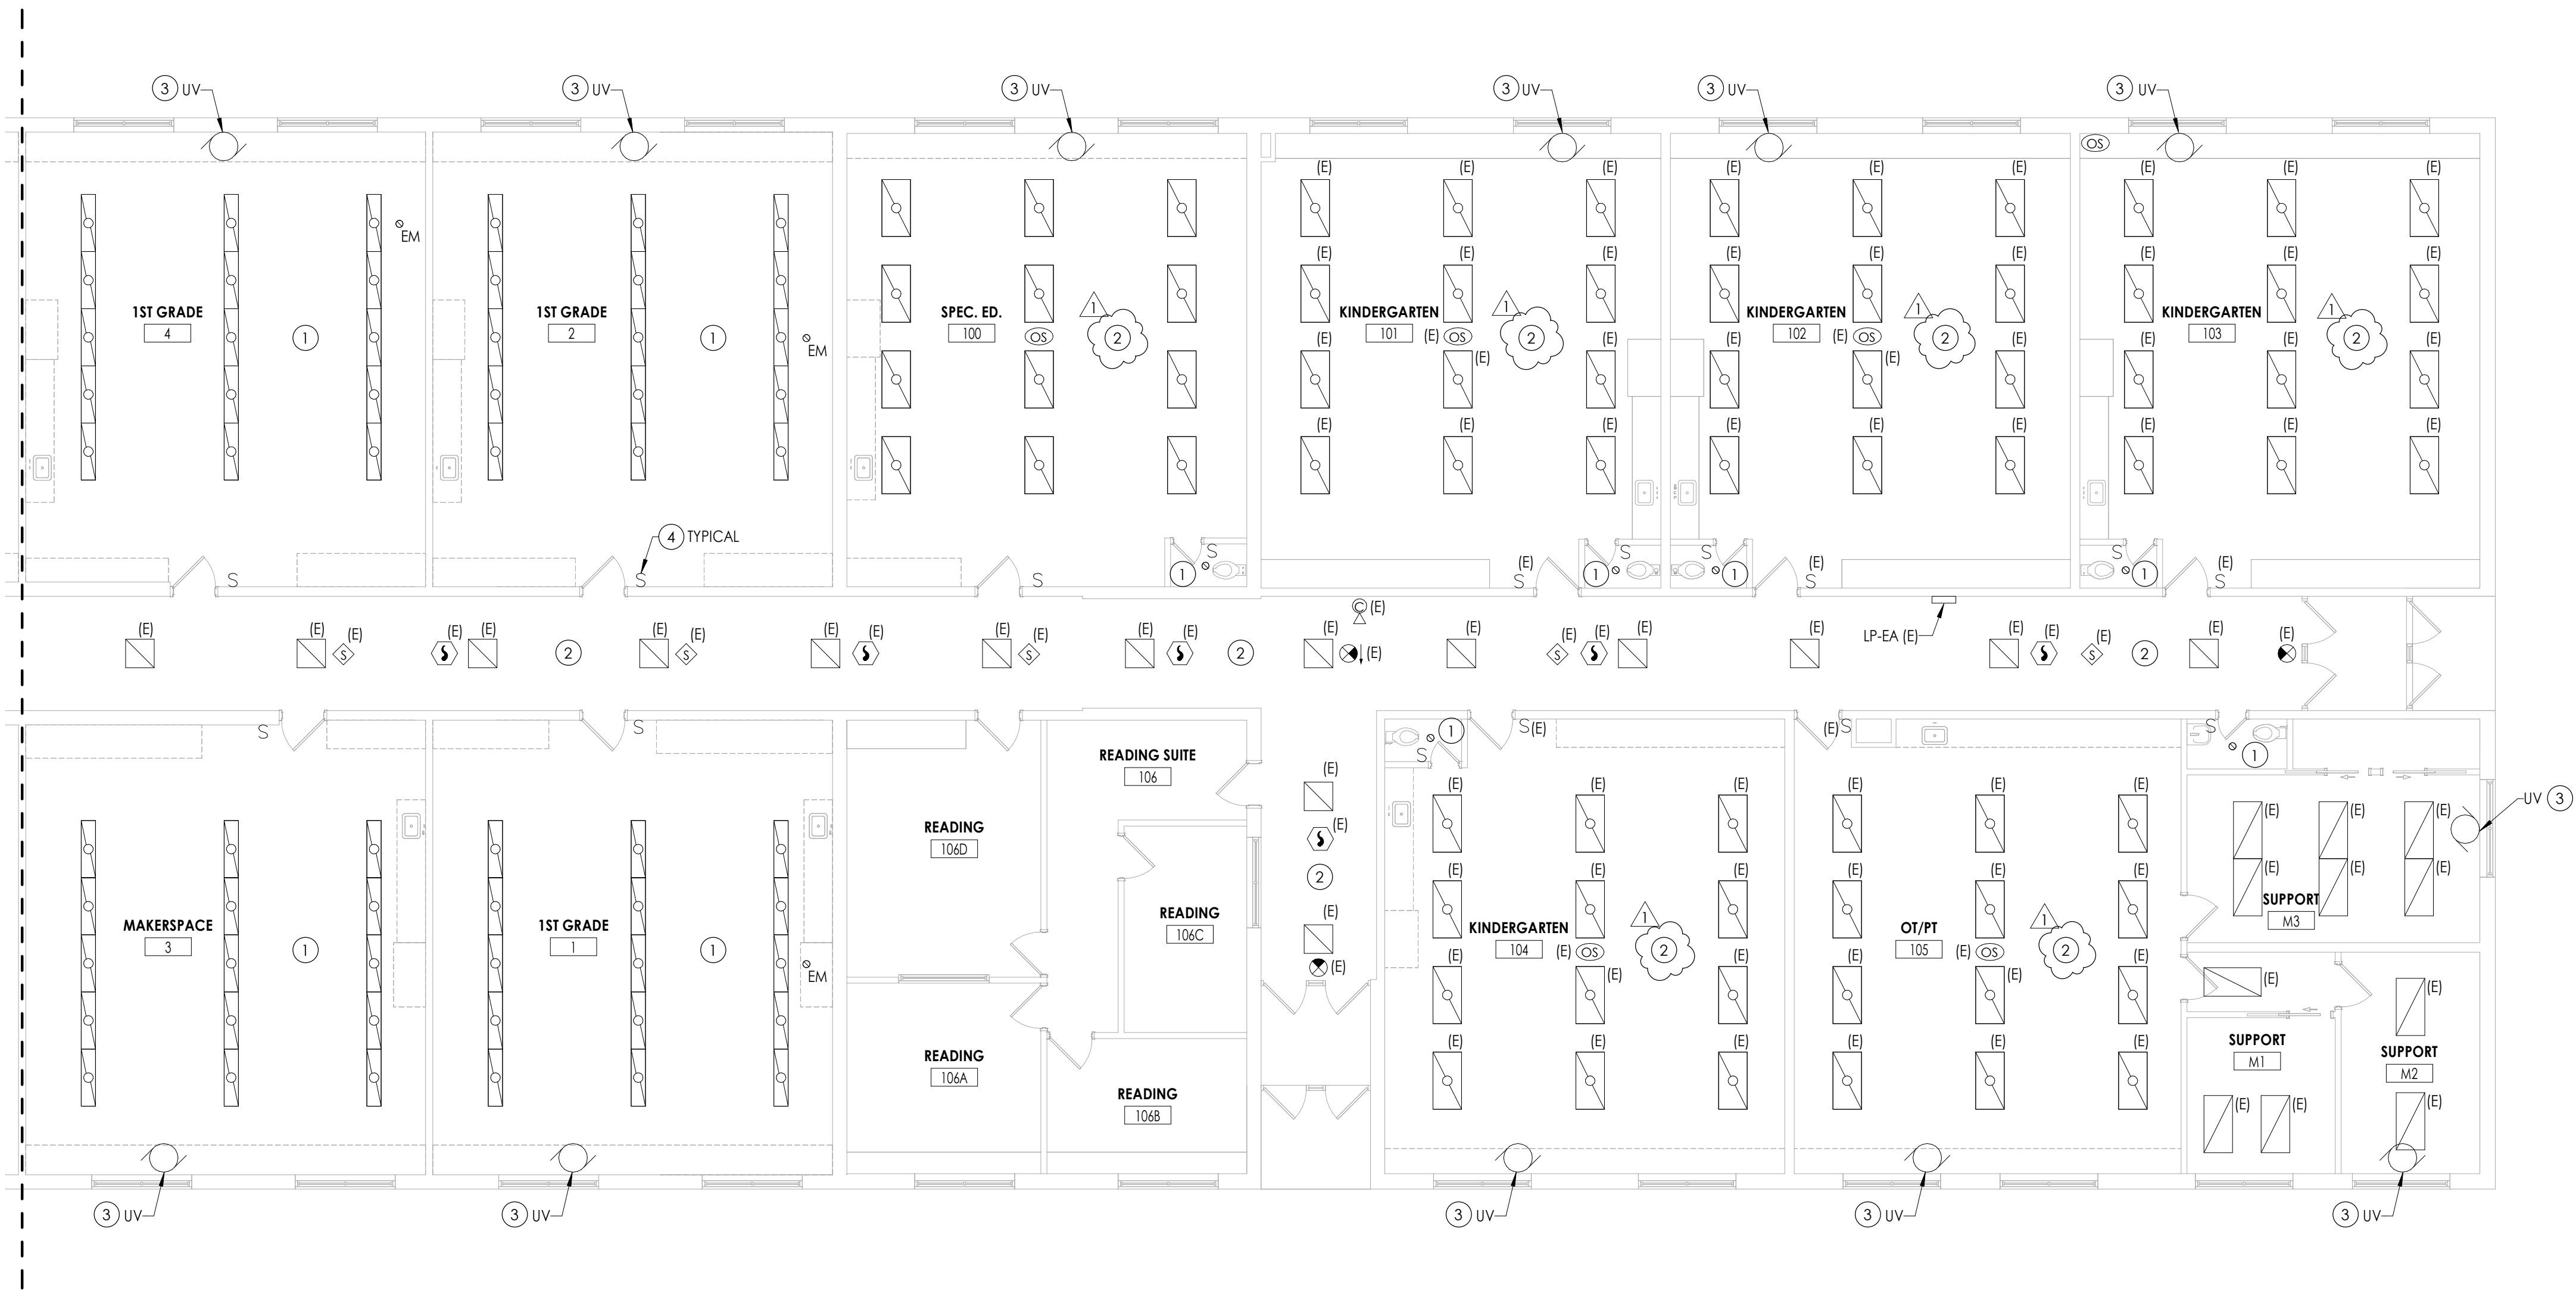 3 UV
3 UV
3 UV
3 UV
3 UV
3 UV
OS
(E) (E) (E) (E) (E) (E) (E) (E) (E)
EM
(E) (E) (E) (E) (E) (E) (E) (E) (E)
1ST GRADE
4
1
1ST GRADE
2
1
EM
SPEC. ED.
100
OS
1
2
KINDERGARTEN
101
(E) OS
1
2
KINDERGARTEN
102
(E) OS
1
2
KINDERGARTEN
103
1
2
(E) (E) (E) (E) (E) (E) (E) (E) (E)
(E) (E) (E) (E) (E) (E) (E) (E) (E)
4 TYPICAL
S
S
S
S
1
(E)
S
S
1
S
1
(E)
S
S
1
(E)
S
C (E)
LP-EA (E)
(E) (E) S (E) (E) (E) 2 (E) S (E) (E) (E) (E) S (E) (E) 2 (E) (E) (E) S (E) (E) (E) (E) (E) S (E) 2 (E) (E)
S
S
S
1
S(E)
(E) S
S
1
READING SUITE
106
(E)
(E)
2
(E)
(E)
READING
106D
(E) (E) (E) (E) (E) (E)
(E) (E) (E)
UV 3
(E) (E) (E) (E) (E) (E)
(E) (E) (E)
SUPPORT
M3
MAKERSPACE
3
1
1ST GRADE
1
1
EM
READING
106C
KINDERGARTEN
104
(E) OS
1
2
OT/PT
105
(E) OS
1
2
(E) (E) (E) (E) (E) (E)
(E)
(E)
READING
106A
(E) (E) (E) (E) (E) (E)
SUPPORT
M1
SUPPORT
M2
READING
106B
(E) (E) (E)
3 UV
3 UV
3 UV
3 UV
3 UV